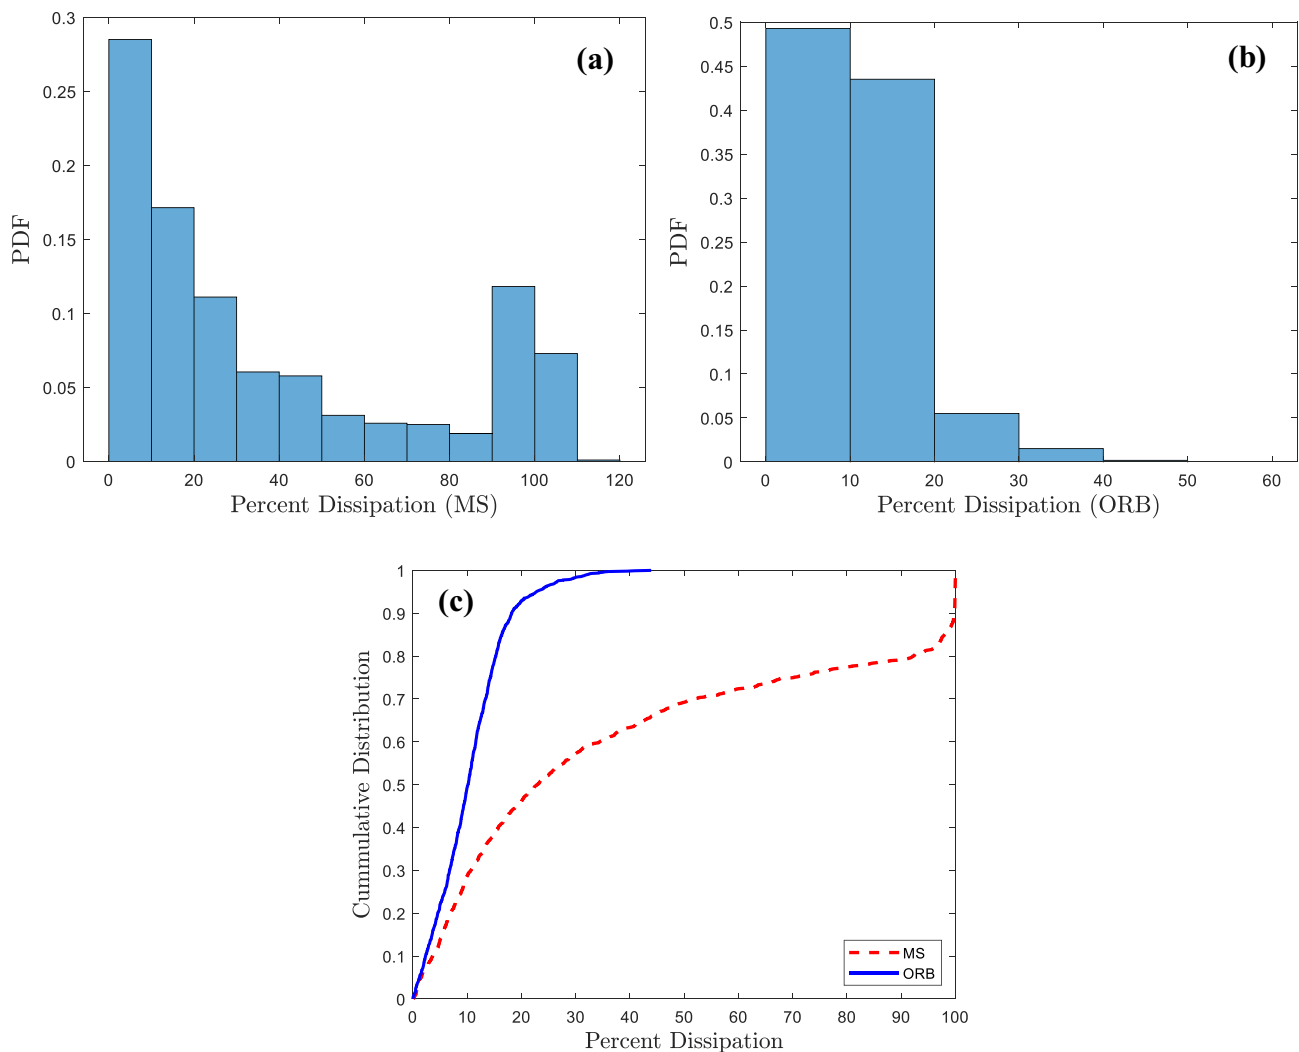 (a)
0.3
0.25
0.2
0.15
0.1
0.05
0
PDF
0 20 40 60 80 100 120
Percent Dissipation (MS)
(b)
0.5
0.45
0.4
0.35
0.3
0.25
0.2
0.15
0.1
0.05
0
PDF
0 10 20 30 40 50 60
Percent Dissipation (ORB)
(c)
1
0.9
0.8
0.7
0.6
0.5
0.4
0.3
0.2
0.1
0
Cummulative Distribution
MS
ORB
0 10 20 30 40 50 60 70 80 90 100
Percent Dissipation